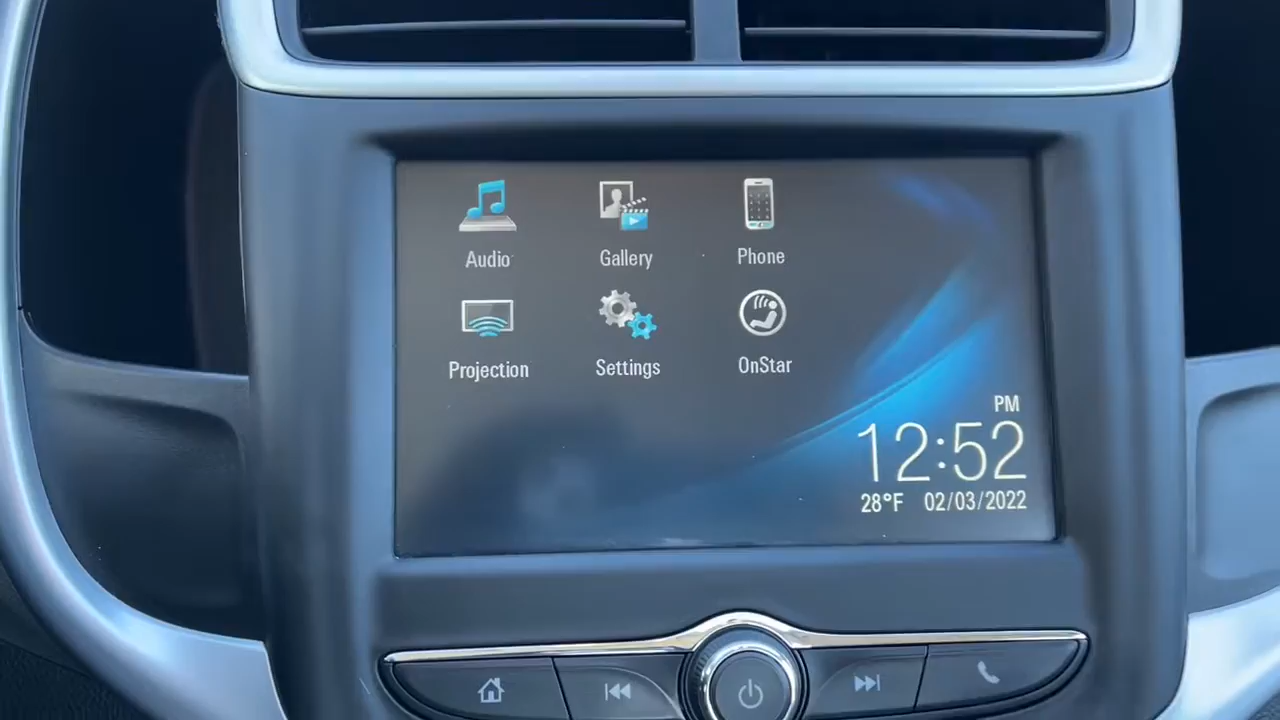 Audio
Gallery
Phone
Projection
Settings
OnStar
PM
12:52
28°F 02/03/2022